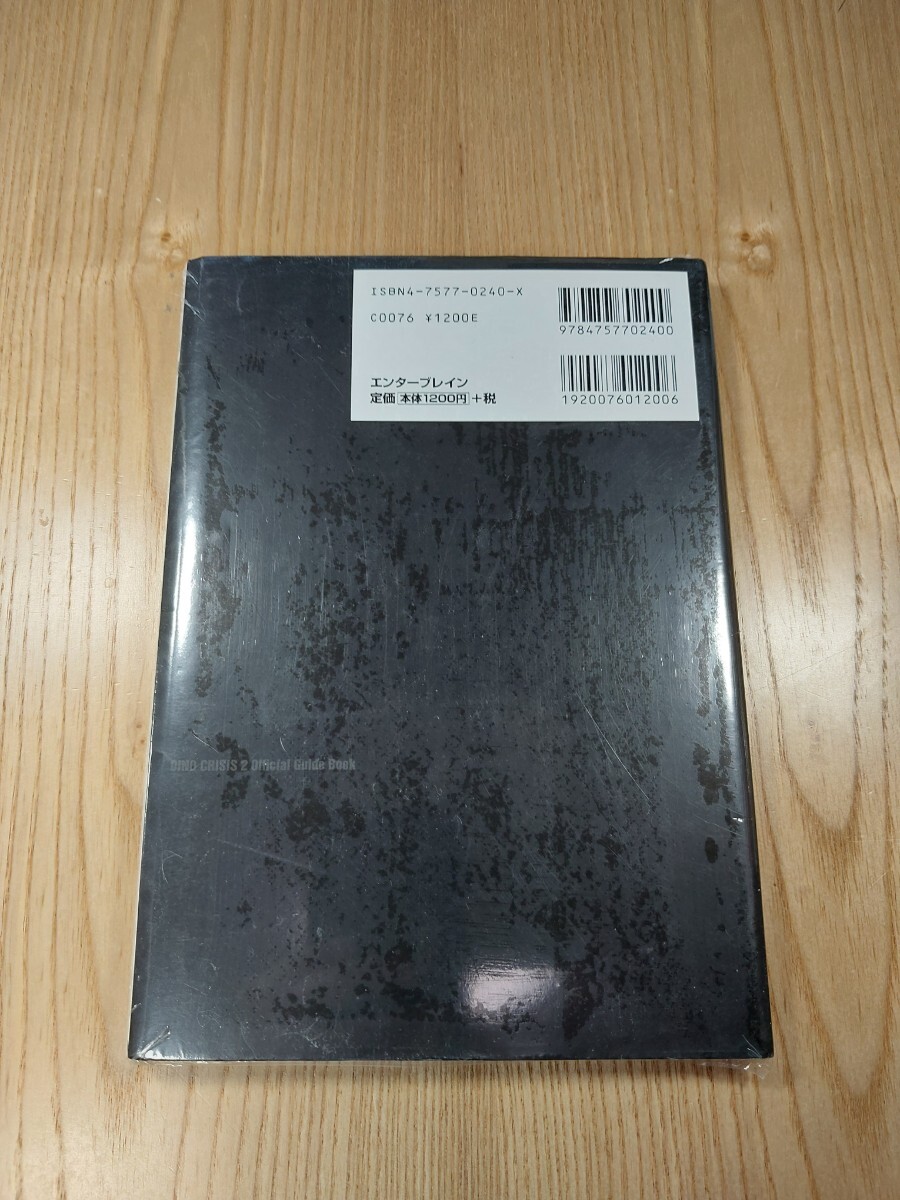 ISBN4-7577-0240-X
C0076 ¥1200E
9784757702400
エンターブレイン
定価 本体1200円 +税
1920076012006
DINO CRISIS 2 Official Guide Book